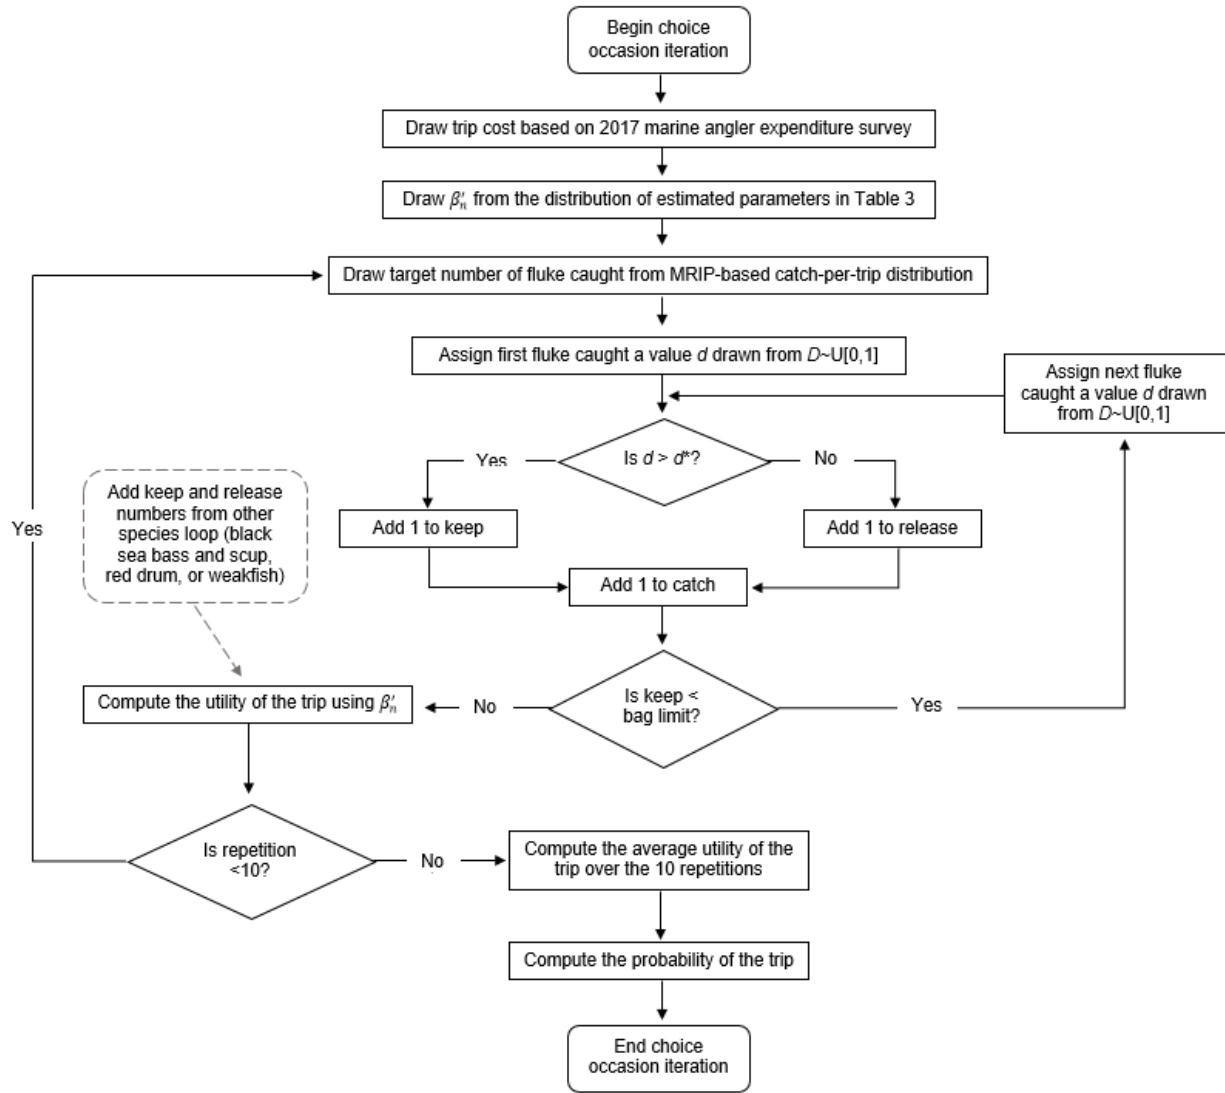 Begin choice
occasion iteration
Draw trip cost based on 2017 marine angler expenditure survey
Draw β′ₙ from the distribution of estimated parameters in Table 3
Draw target number of fluke caught from MRIP-based catch-per-trip distribution
Assign first fluke caught a value d drawn from D~U[0,1]
Assign next fluke
caught a value d drawn
from D~U[0,1]
Is d > d*?
Yes
No
Add 1 to keep
Add 1 to release
Add 1 to catch
Add keep and release
numbers from other
species loop (black
sea bass and scup,
red drum, or weakfish)
Yes
Is keep <
bag limit?
No
Yes
Compute the utility of the trip using β′ₙ
Is repetition
<10?
No
Compute the average utility of the
trip over the 10 repetitions
Compute the probability of the trip
End choice
occasion iteration